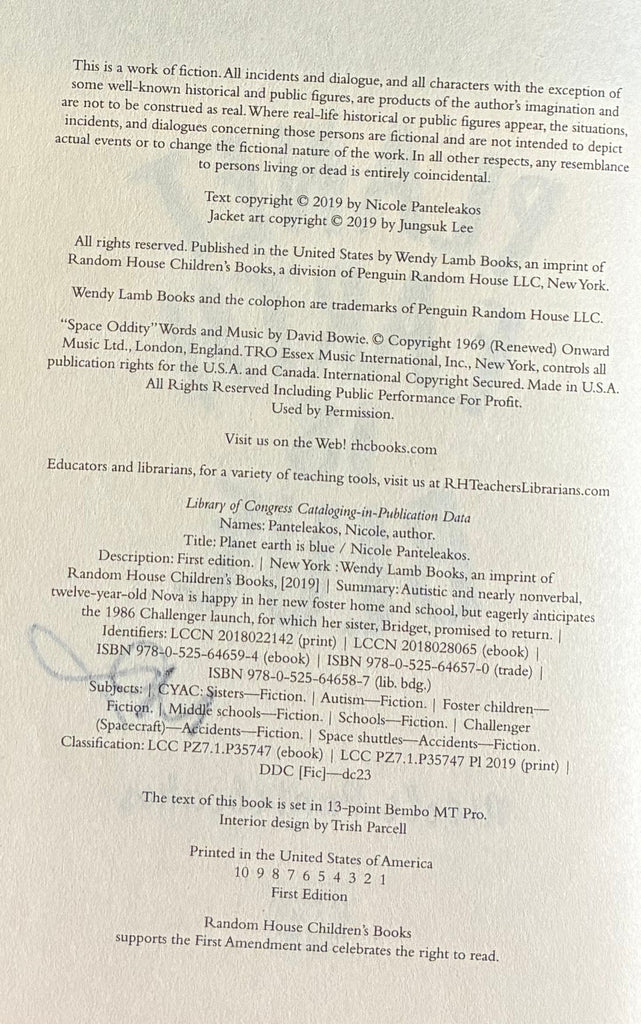 This is a work of fiction. All incidents and dialogue, and all characters with the exception of
some well-known historical and public figures, are products of the author's imagination and
are not to be construed as real. Where real-life historical or public figures appear, the situations,
incidents, and dialogues concerning those persons are fictional and are not intended to depict
actual events or to change the fictional nature of the work. In all other respects, any resemblance
to persons living or dead is entirely coincidental.
Text copyright © 2019 by Nicole Panteleakos
Jacket art copyright © 2019 by Jungsuk Lee
All rights reserved. Published in the United States by Wendy Lamb Books, an imprint of
Random House Children's Books, a division of Penguin Random House LLC, New York.
Wendy Lamb Books and the colophon are trademarks of Penguin Random House LLC.
"Space Oddity" Words and Music by David Bowie. © Copyright 1969 (Renewed) Onward
Music Ltd., London, England. TRO Essex Music International, Inc., New York, controls all
publication rights for the U.S.A. and Canada. International Copyright Secured. Made in U.S.A.
All Rights Reserved Including Public Performance For Profit.
Used by Permission.
Visit us on the Web! rhcbooks.com
Educators and librarians, for a variety of teaching tools, visit us at RHTeachersLibrarians.com
Library of Congress Cataloging-in-Publication Data
Names: Panteleakos, Nicole, author.
Title: Planet earth is blue / Nicole Panteleakos.
Description: First edition. | New York : Wendy Lamb Books, an imprint of
Random House Children's Books, [2019] | Summary: Autistic and nearly nonverbal,
twelve-year-old Nova is happy in her new foster home and school, but eagerly anticipates
the 1986 Challenger launch, for which her sister, Bridget, promised to return. |
Identifiers: LCCN 2018022142 (print) | LCCN 2018028065 (ebook) |
ISBN 978-0-525-64659-4 (ebook) | ISBN 978-0-525-64657-0 (trade) |
ISBN 978-0-525-64658-7 (lib. bdg.)
Subjects: | CYAC: Sisters—Fiction. | Autism—Fiction. | Foster children—
Fiction. | Middle schools—Fiction. | Schools—Fiction. | Challenger
(Spacecraft)—Accidents—Fiction. | Space shuttles—Accidents—Fiction.
Classification: LCC PZ7.1.P35747 (ebook) | LCC PZ7.1.P35747 Pl 2019 (print) |
DDC [Fic]—dc23
The text of this book is set in 13-point Bembo MT Pro.
Interior design by Trish Parcell
Printed in the United States of America
10 9 8 7 6 5 4 3 2 1
First Edition
Random House Children's Books
supports the First Amendment and celebrates the right to read.